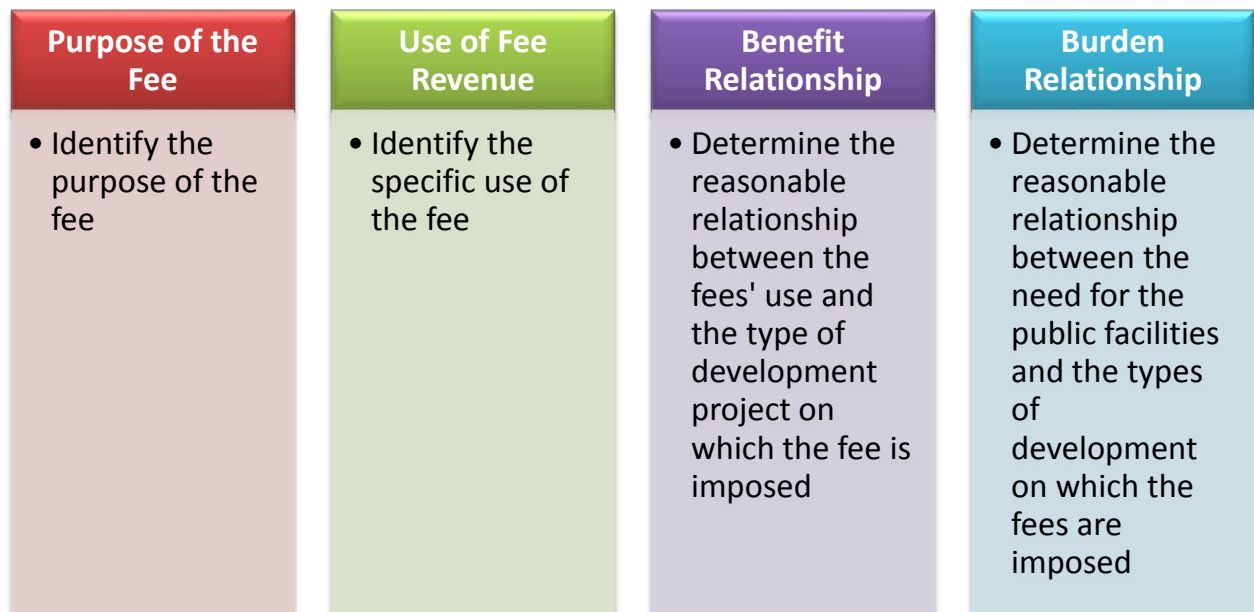 Purpose of the
Fee
• Identify the
purpose of the
fee
Use of Fee
Revenue
• Identify the
specific use of
the fee
Benefit
Relationship
• Determine the
reasonable
relationship
between the
fees' use and
the type of
development
project on
which the fee is
imposed
Burden
Relationship
• Determine the
reasonable
relationship
between the
need for the
public facilities
and the types
of
development
on which the
fees are
imposed